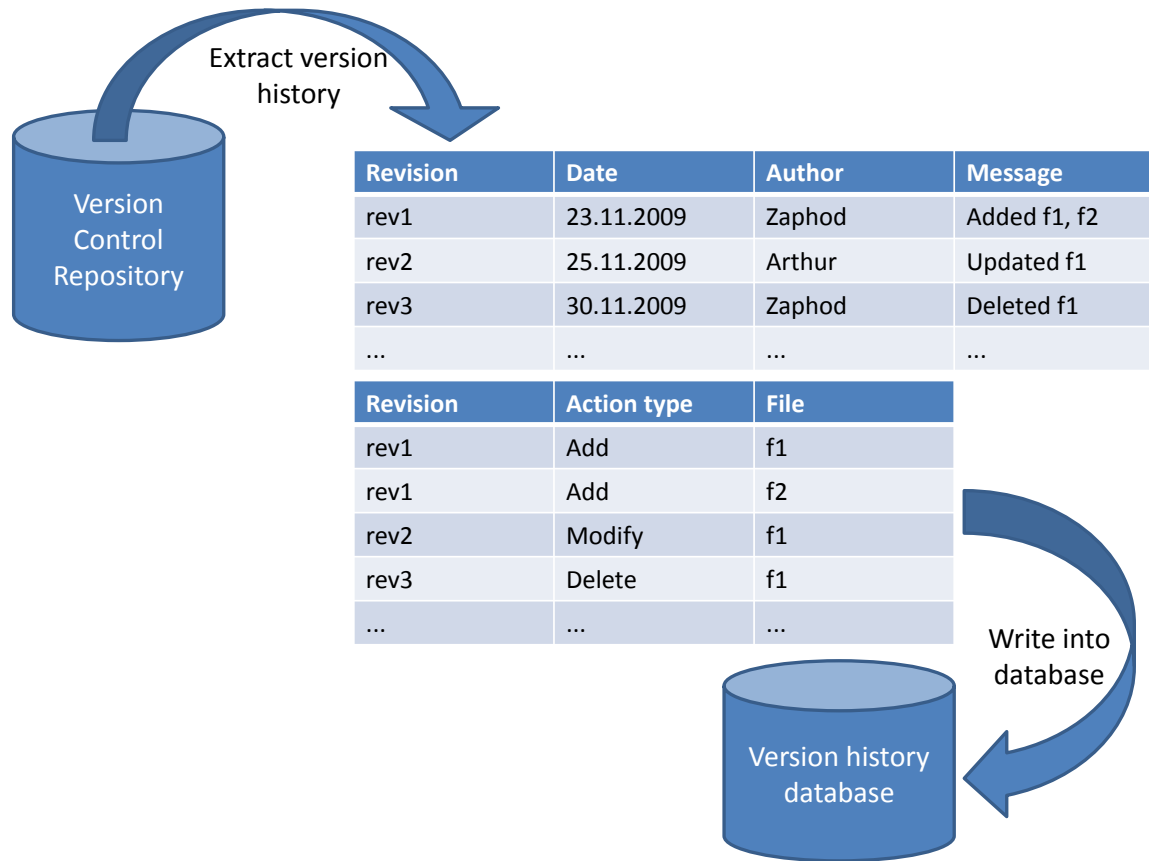 Extract version
history
Version
Control
Repository
Revision Date Author Message
rev1 23.11.2009 Zaphod Added f1, f2
rev2 25.11.2009 Arthur Updated f1
rev3 30.11.2009 Zaphod Deleted f1
... ... ... ...
Revision Action type File
rev1 Add f1
rev1 Add f2
rev2 Modify f1
rev3 Delete f1
... ... ...
Write into
database
Version history
database